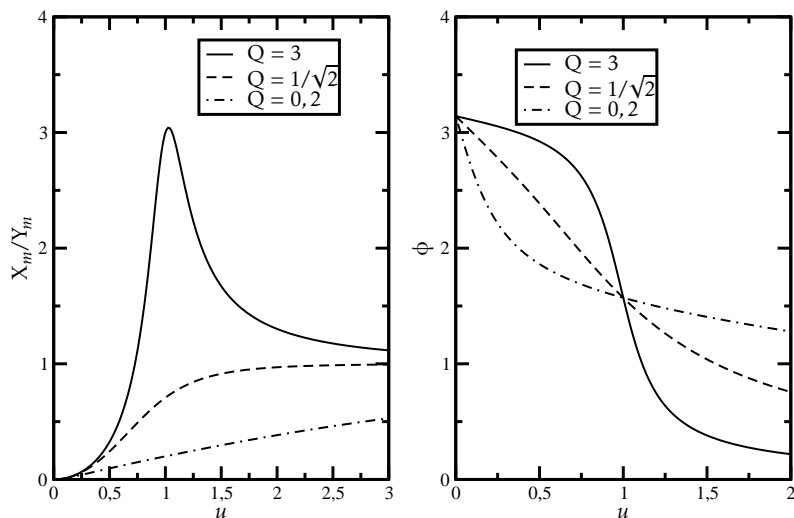 4
3
2
1
0
X_m/Y_m
Q = 3
Q = 1/√2
Q = 0,2
0 0,5 1 1,5 2 2,5 3
u
4
3
2
1
0
ϕ
Q = 3
Q = 1/√2
Q = 0,2
0 0,5 1 1,5 2
u